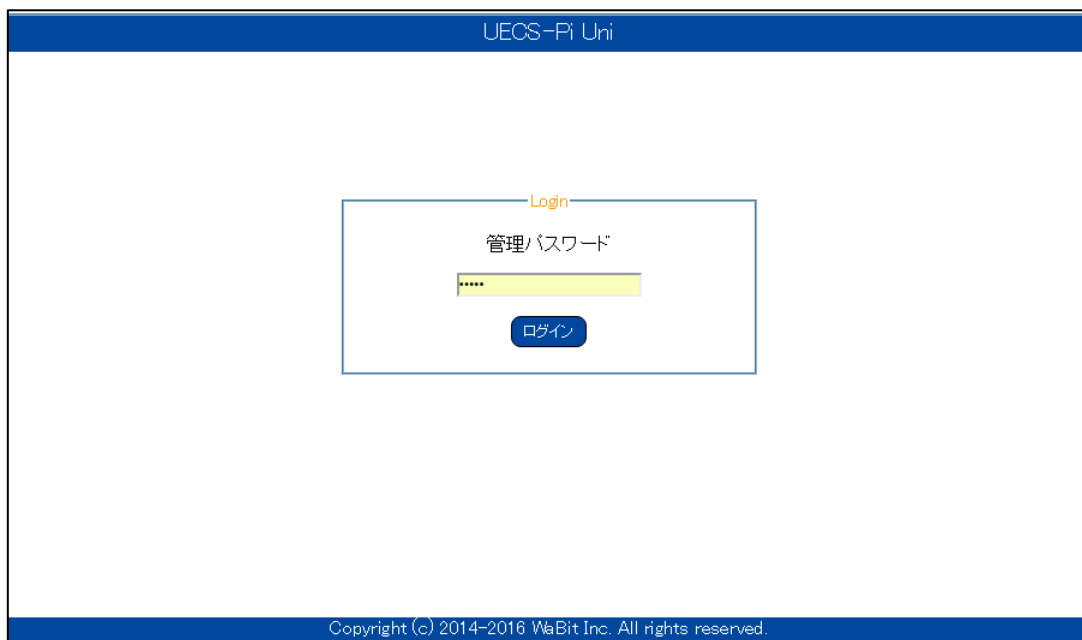 UECS-Pi Uni
Login
管理パスワード
•••••
ログイン
Copyright (c) 2014-2016 WaBit Inc. All rights reserved.